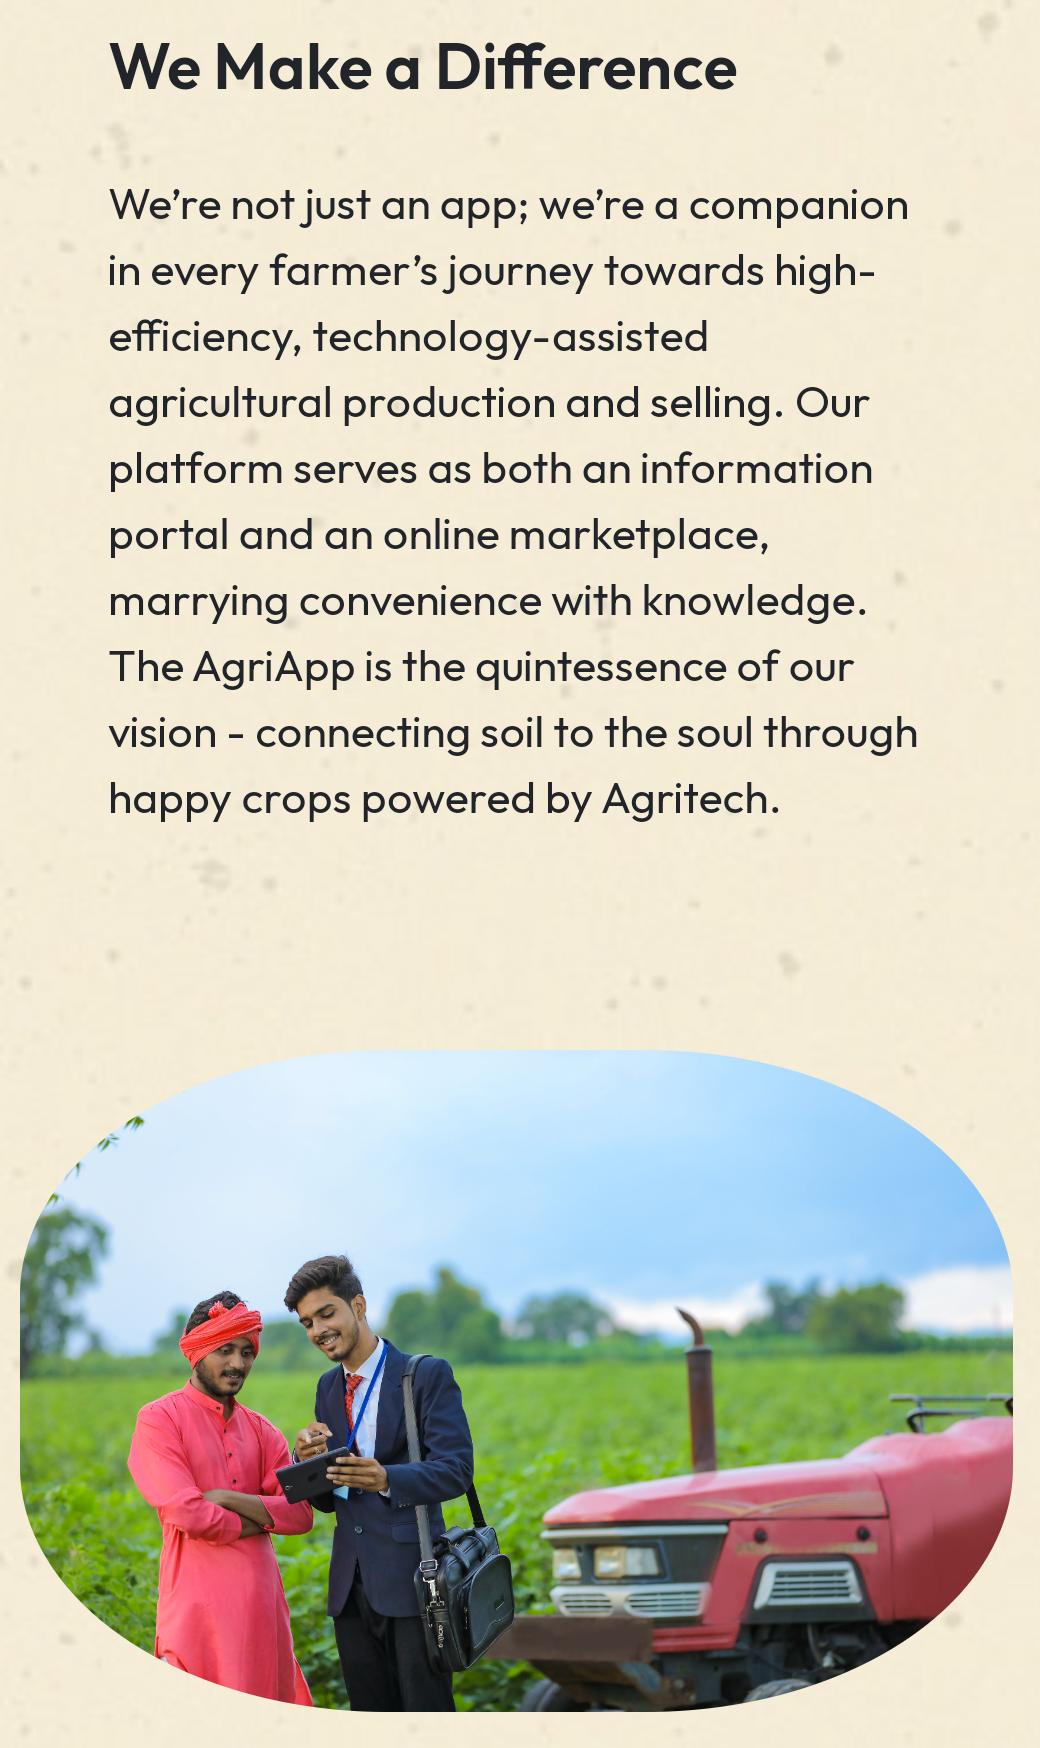 We Make a Difference
We’re not just an app; we’re a companion
in every farmer’s journey towards high-
efficiency, technology-assisted
agricultural production and selling. Our
platform serves as both an information
portal and an online marketplace,
marrying convenience with knowledge.
The AgriApp is the quintessence of our
vision - connecting soil to the soul through
happy crops powered by Agritech.